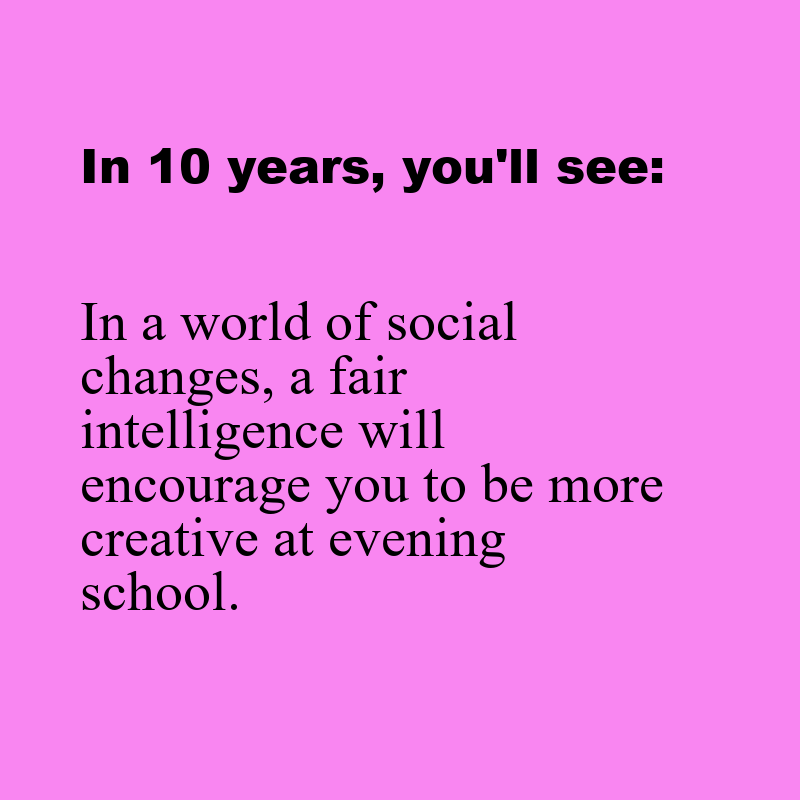 In 10 years, you'll see:
In a world of social
changes, a fair
intelligence will
encourage you to be more
creative at evening
school.